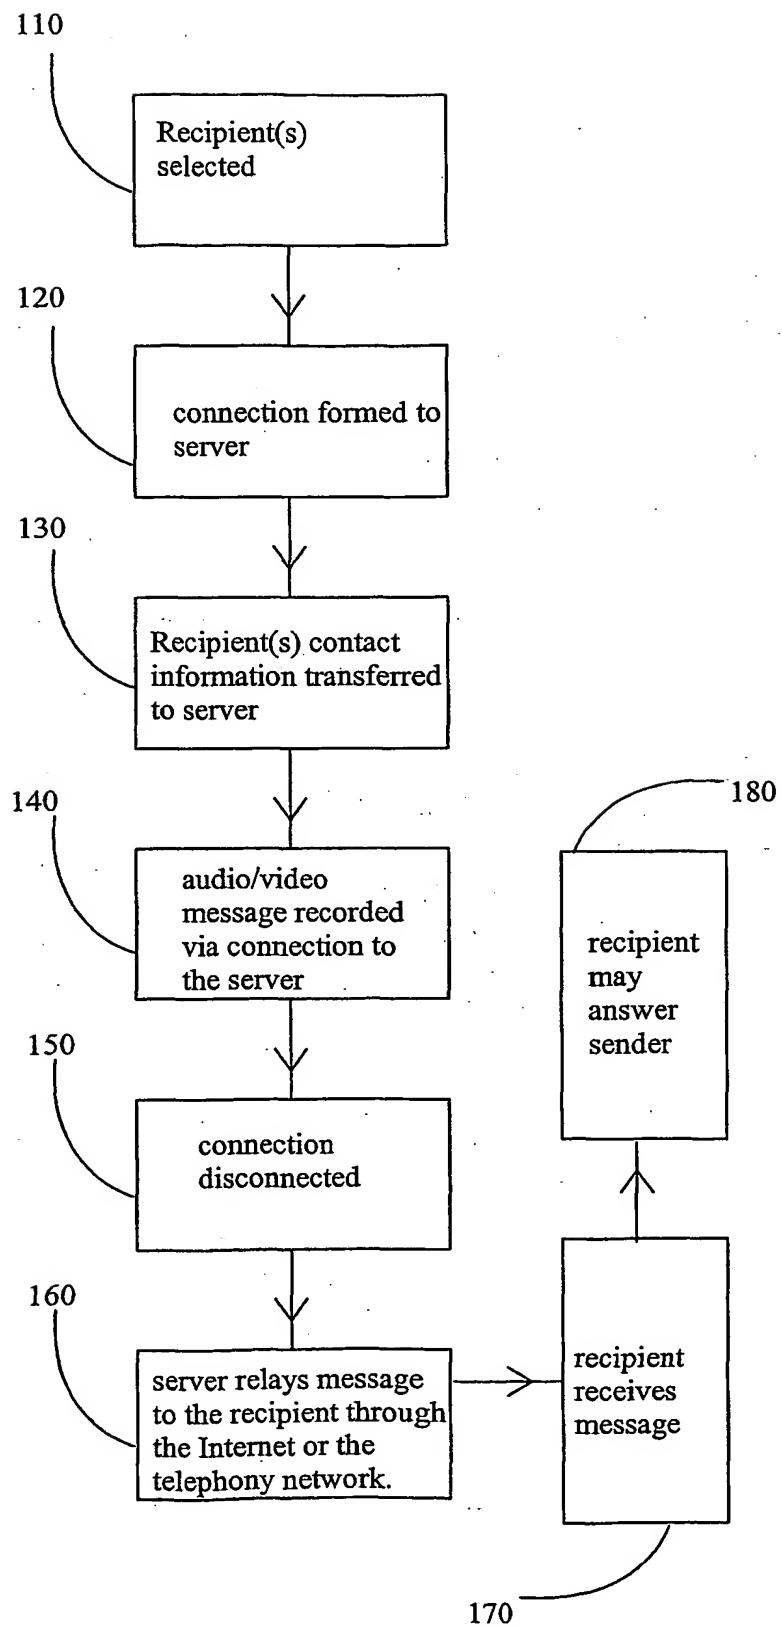 110
Recipient(s)
selected
120
connection formed to
server
130
Recipient(s) contact
information transferred
to server
140
audio/video
message recorded
via connection to
the server
150
connection
disconnected
160
server relays message
to the recipient through
the Internet or the
telephony network.
170
recipient
receives
message
180
recipient
may
answer
sender